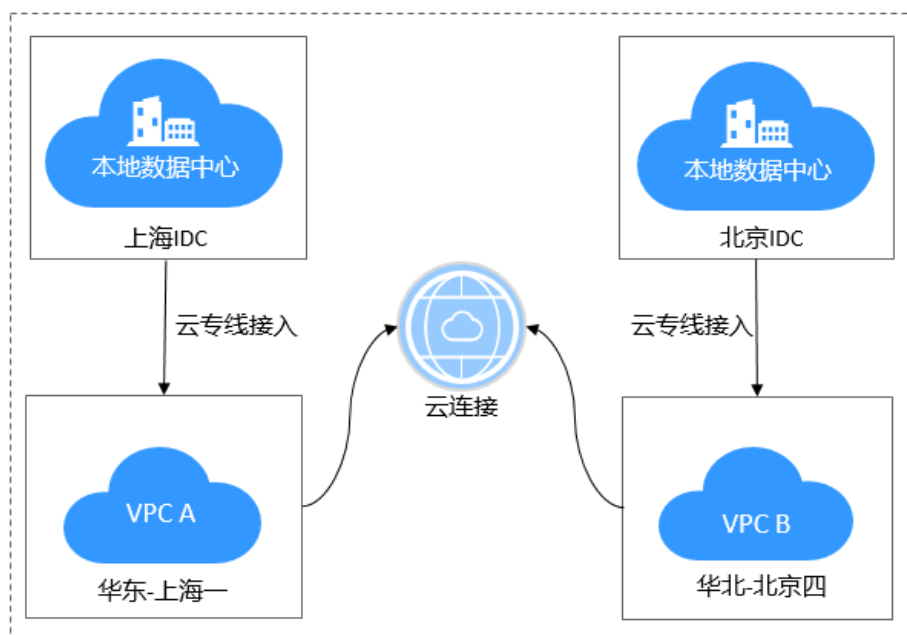 本地数据中心
本地数据中心
上海IDC
北京IDC
云专线接入
云专线接入
云连接
VPC A
VPC B
华东-上海一
华北-北京四